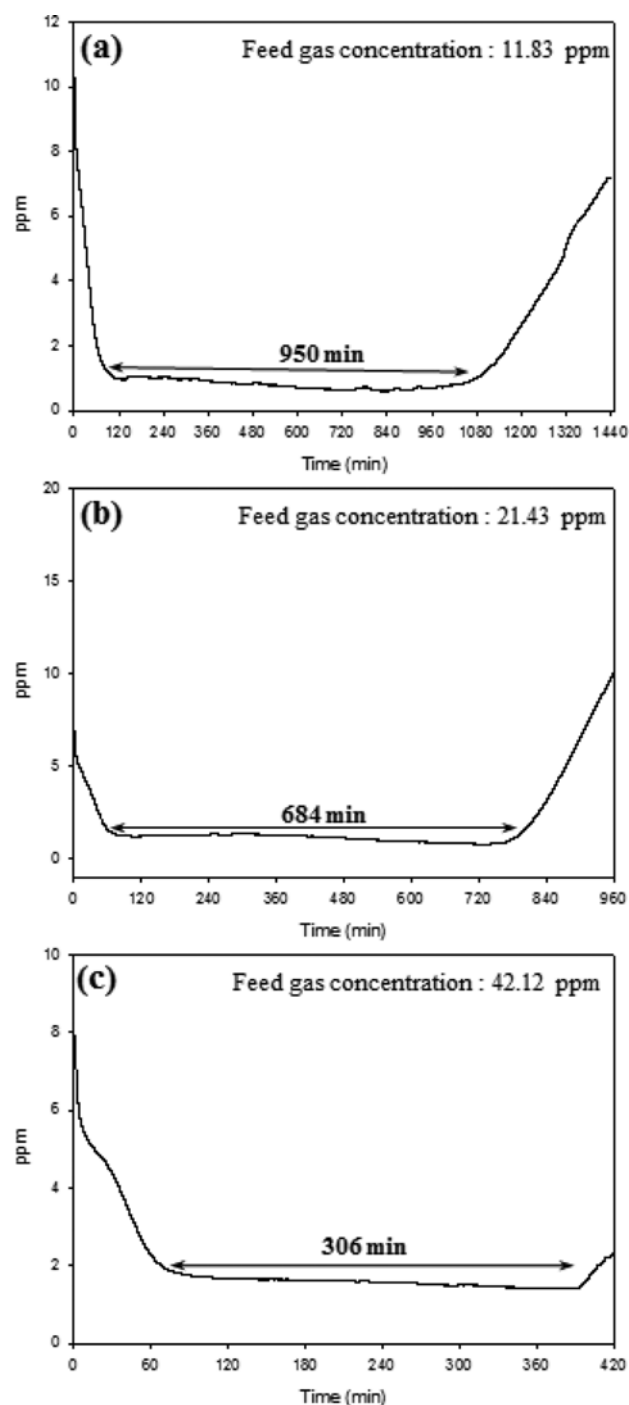 (a) Feed gas concentration : 11.83 ppm
12
10
8
6
4
2
0
ppm
950 min
0 120 240 360 480 600 720 840 960 1080 1200 1320 1440
Time (min)
(b) Feed gas concentration : 21.43 ppm
20
15
10
5
0
ppm
684 min
0 120 240 360 480 600 720 840 960
Time (min)
(c) Feed gas concentration : 42.12 ppm
10
8
6
4
2
0
ppm
306 min
0 60 120 180 240 300 360 420
Time (min)